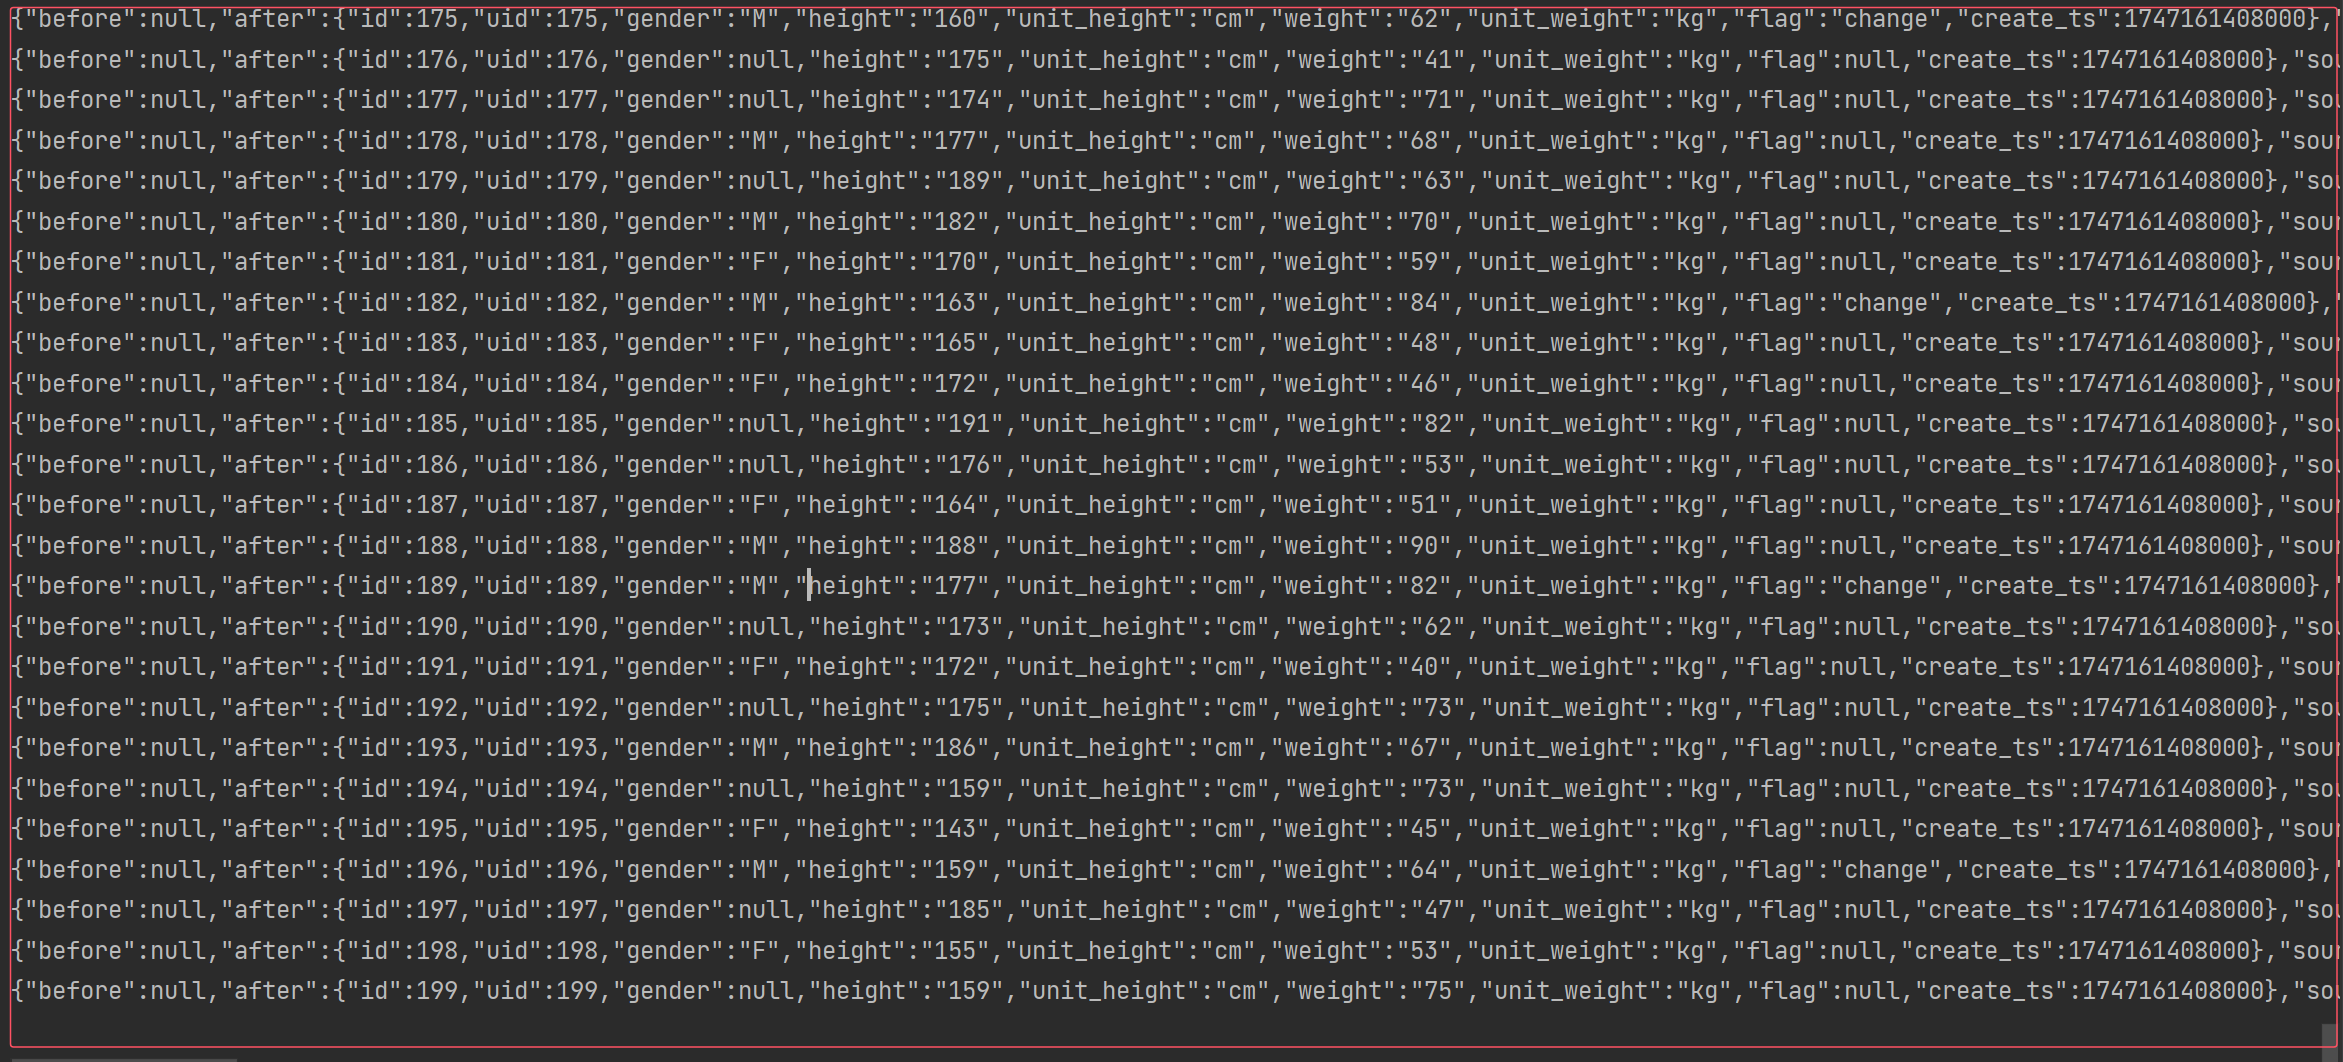 {"before":null,"after":{"id":175,"uid":175,"gender":"M","height":"160","unit_height":"cm","weight":"62","unit_weight":"kg","flag":"change","create_ts":1747161408000},"
{"before":null,"after":{"id":176,"uid":176,"gender":null,"height":"175","unit_height":"cm","weight":"41","unit_weight":"kg","flag":null,"create_ts":1747161408000},"sou
{"before":null,"after":{"id":177,"uid":177,"gender":null,"height":"174","unit_height":"cm","weight":"71","unit_weight":"kg","flag":null,"create_ts":1747161408000},"sou
{"before":null,"after":{"id":178,"uid":178,"gender":"M","height":"177","unit_height":"cm","weight":"68","unit_weight":"kg","flag":null,"create_ts":1747161408000},"sour
{"before":null,"after":{"id":179,"uid":179,"gender":null,"height":"189","unit_height":"cm","weight":"63","unit_weight":"kg","flag":null,"create_ts":1747161408000},"sou
{"before":null,"after":{"id":180,"uid":180,"gender":"M","height":"182","unit_height":"cm","weight":"70","unit_weight":"kg","flag":null,"create_ts":1747161408000},"sour
{"before":null,"after":{"id":181,"uid":181,"gender":"F","height":"170","unit_height":"cm","weight":"59","unit_weight":"kg","flag":null,"create_ts":1747161408000},"sour
{"before":null,"after":{"id":182,"uid":182,"gender":"M","height":"163","unit_height":"cm","weight":"84","unit_weight":"kg","flag":"change","create_ts":1747161408000},"
{"before":null,"after":{"id":183,"uid":183,"gender":"F","height":"165","unit_height":"cm","weight":"48","unit_weight":"kg","flag":null,"create_ts":1747161408000},"sour
{"before":null,"after":{"id":184,"uid":184,"gender":"F","height":"172","unit_height":"cm","weight":"46","unit_weight":"kg","flag":null,"create_ts":1747161408000},"sour
{"before":null,"after":{"id":185,"uid":185,"gender":null,"height":"191","unit_height":"cm","weight":"82","unit_weight":"kg","flag":null,"create_ts":1747161408000},"sou
{"before":null,"after":{"id":186,"uid":186,"gender":null,"height":"176","unit_height":"cm","weight":"53","unit_weight":"kg","flag":null,"create_ts":1747161408000},"sou
{"before":null,"after":{"id":187,"uid":187,"gender":"F","height":"164","unit_height":"cm","weight":"51","unit_weight":"kg","flag":null,"create_ts":1747161408000},"sour
{"before":null,"after":{"id":188,"uid":188,"gender":"M","height":"188","unit_height":"cm","weight":"90","unit_weight":"kg","flag":null,"create_ts":1747161408000},"sour
{"before":null,"after":{"id":189,"uid":189,"gender":"M","height":"177","unit_height":"cm","weight":"82","unit_weight":"kg","flag":"change","create_ts":1747161408000},"
{"before":null,"after":{"id":190,"uid":190,"gender":null,"height":"173","unit_height":"cm","weight":"62","unit_weight":"kg","flag":null,"create_ts":1747161408000},"sou
{"before":null,"after":{"id":191,"uid":191,"gender":"F","height":"172","unit_height":"cm","weight":"40","unit_weight":"kg","flag":null,"create_ts":1747161408000},"sour
{"before":null,"after":{"id":192,"uid":192,"gender":null,"height":"175","unit_height":"cm","weight":"73","unit_weight":"kg","flag":null,"create_ts":1747161408000},"sou
{"before":null,"after":{"id":193,"uid":193,"gender":"M","height":"186","unit_height":"cm","weight":"67","unit_weight":"kg","flag":null,"create_ts":1747161408000},"sour
{"before":null,"after":{"id":194,"uid":194,"gender":null,"height":"159","unit_height":"cm","weight":"73","unit_weight":"kg","flag":null,"create_ts":1747161408000},"sou
{"before":null,"after":{"id":195,"uid":195,"gender":"F","height":"143","unit_height":"cm","weight":"45","unit_weight":"kg","flag":null,"create_ts":1747161408000},"sour
{"before":null,"after":{"id":196,"uid":196,"gender":"M","height":"159","unit_height":"cm","weight":"64","unit_weight":"kg","flag":"change","create_ts":1747161408000},"
{"before":null,"after":{"id":197,"uid":197,"gender":null,"height":"185","unit_height":"cm","weight":"47","unit_weight":"kg","flag":null,"create_ts":1747161408000},"sou
{"before":null,"after":{"id":198,"uid":198,"gender":"F","height":"155","unit_height":"cm","weight":"53","unit_weight":"kg","flag":null,"create_ts":1747161408000},"sour
{"before":null,"after":{"id":199,"uid":199,"gender":null,"height":"159","unit_height":"cm","weight":"75","unit_weight":"kg","flag":null,"create_ts":1747161408000},"sou